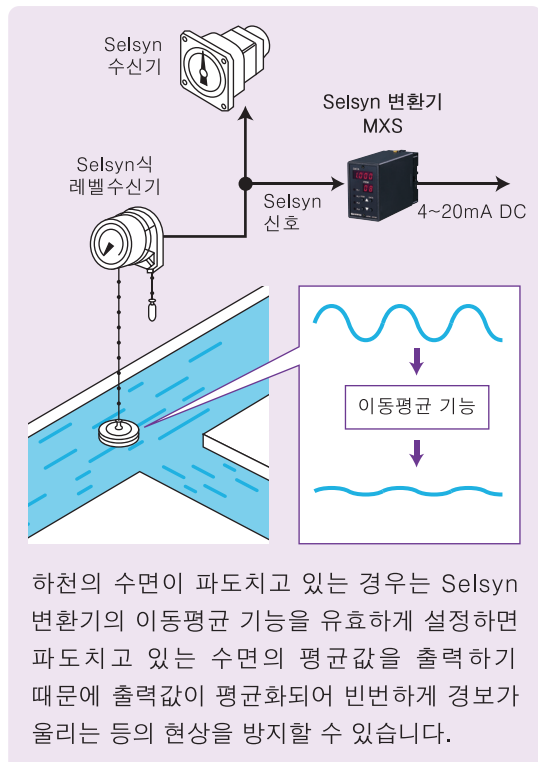 Selsyn
수신기
Selsyn 변환기
MXS
Selsyn식
레벨수신기
Selsyn
신호
4~20mA DC
이동평균 기능
하천의 수면이 파도치고 있는 경우는 Selsyn
변환기의 이동평균 기능을 유효하게 설정하면
파도치고 있는 수면의 평균값을 출력하기
때문에 출력값이 평균화되어 빈번하게 경보가
울리는 등의 현상을 방지할 수 있습니다.